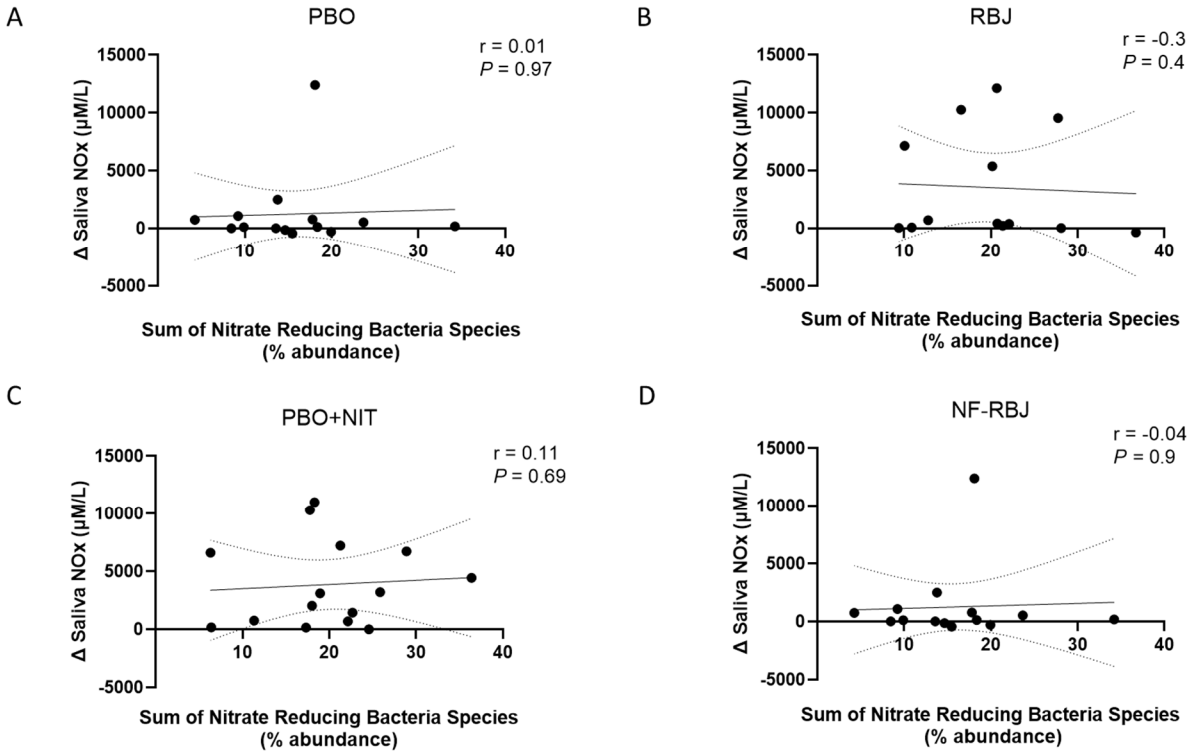 A
PBO
r = 0.01
P = 0.97
15000
10000
5000
0
-5000
10
20
30
40
Δ Saliva NOx (µM/L)
Sum of Nitrate Reducing Bacteria Species
(% abundance)
B
RBJ
r = -0.3
P = 0.4
15000
10000
5000
0
-5000
10
20
30
40
Δ Saliva NOx (µM/L)
Sum of Nitrate Reducing Bacteria Species
(% abundance)
C
PBO+NIT
r = 0.11
P = 0.69
15000
10000
5000
0
-5000
10
20
30
40
Δ Saliva NOx (µM/L)
Sum of Nitrate Reducing Bacteria Species
(% abundance)
D
NF-RBJ
r = -0.04
P = 0.9
15000
10000
5000
0
-5000
10
20
30
40
Δ Saliva NOx (µM/L)
Sum of Nitrate Reducing Bacteria Species
(% abundance)